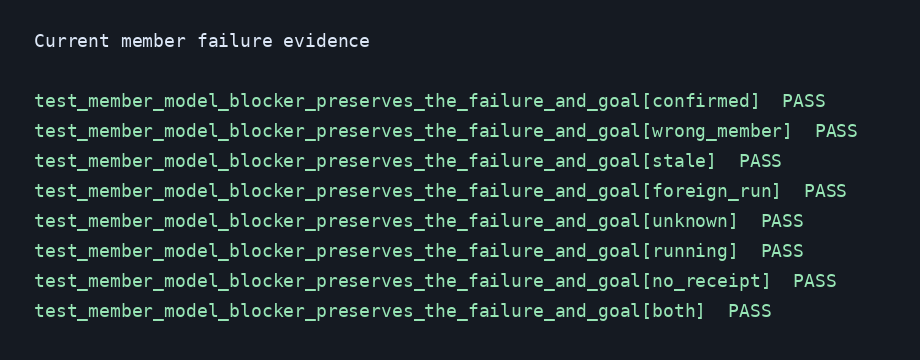 Current member failure evidence
test_member_model_blocker_preserves_the_failure_and_goal[confirmed]  PASS
test_member_model_blocker_preserves_the_failure_and_goal[wrong_member]  PASS
test_member_model_blocker_preserves_the_failure_and_goal[stale]  PASS
test_member_model_blocker_preserves_the_failure_and_goal[foreign_run]  PASS
test_member_model_blocker_preserves_the_failure_and_goal[unknown]  PASS
test_member_model_blocker_preserves_the_failure_and_goal[running]  PASS
test_member_model_blocker_preserves_the_failure_and_goal[no_receipt]  PASS
test_member_model_blocker_preserves_the_failure_and_goal[both]  PASS